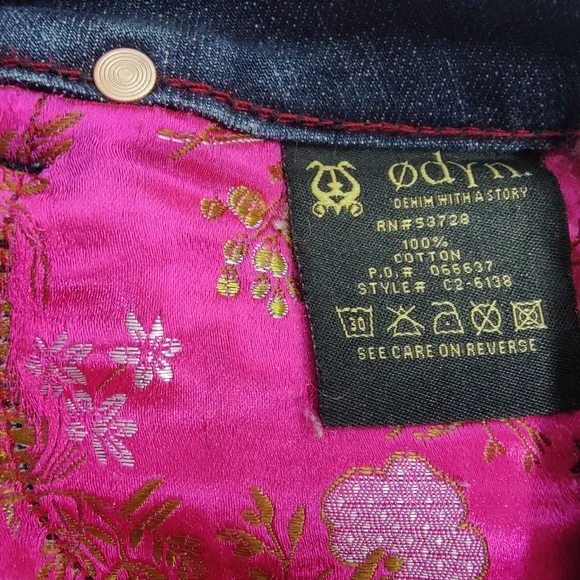 ødyn.
DENIM WITH A STORY
RN#53728
100%
COTTON
P.O.# 066637
STYLE# C2-6138
30
SEE CARE ON REVERSE